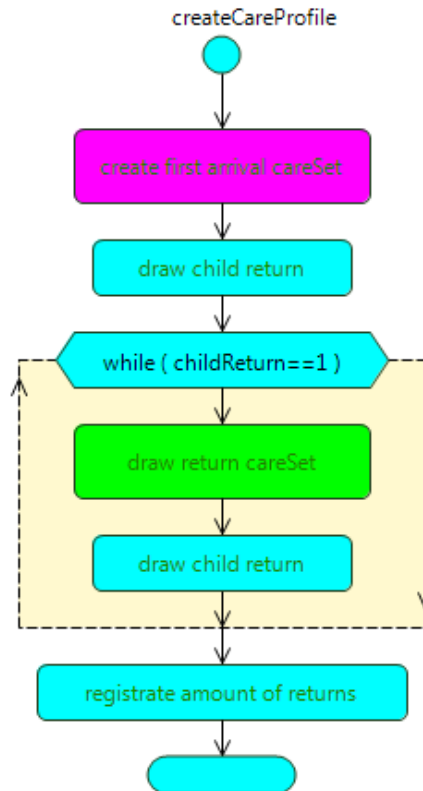 createCareProfile
create first arrival careSet
draw child return
while ( childReturn==1 )
draw return careSet
draw child return
registrate amount of returns